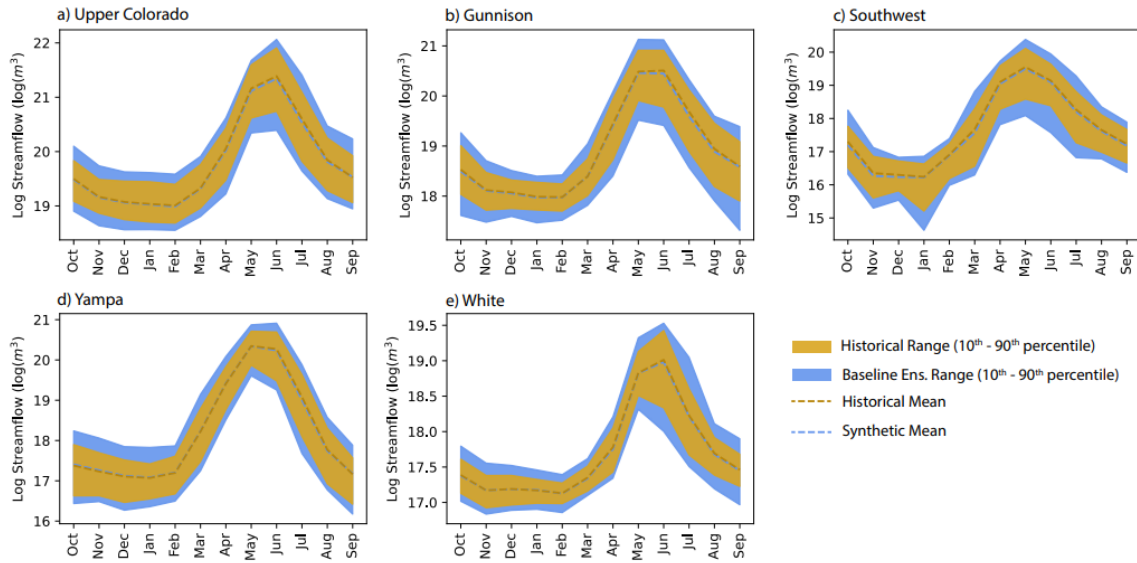 a) Upper Colorado
Log Streamflow (log(m³)
22
21
20
19
Oct
Nov
Dec
Jan
Feb
Mar
Apr
May
Jun
Jul
Aug
Sep
b) Gunnison
Log Streamflow (log(m³)
21
20
19
18
Oct
Nov
Dec
Jan
Feb
Mar
Apr
May
Jun
Jul
Aug
Sep
c) Southwest
Log Streamflow (log(m³)
20
19
18
17
16
15
Oct
Nov
Dec
Jan
Feb
Mar
Apr
May
Jun
Jul
Aug
Sep
d) Yampa
Log Streamflow (log(m³)
21
20
19
18
17
16
Oct
Nov
Dec
Jan
Feb
Mar
Apr
May
Jun
Jul
Aug
Sep
e) White
Log Streamflow (log(m³)
19.5
19.0
18.5
18.0
17.5
17.0
Oct
Nov
Dec
Jan
Feb
Mar
Apr
May
Jun
Jul
Aug
Sep
Historical Range (10th - 90th percentile)
Baseline Ens. Range (10th - 90th percentile)
Historical Mean
Synthetic Mean